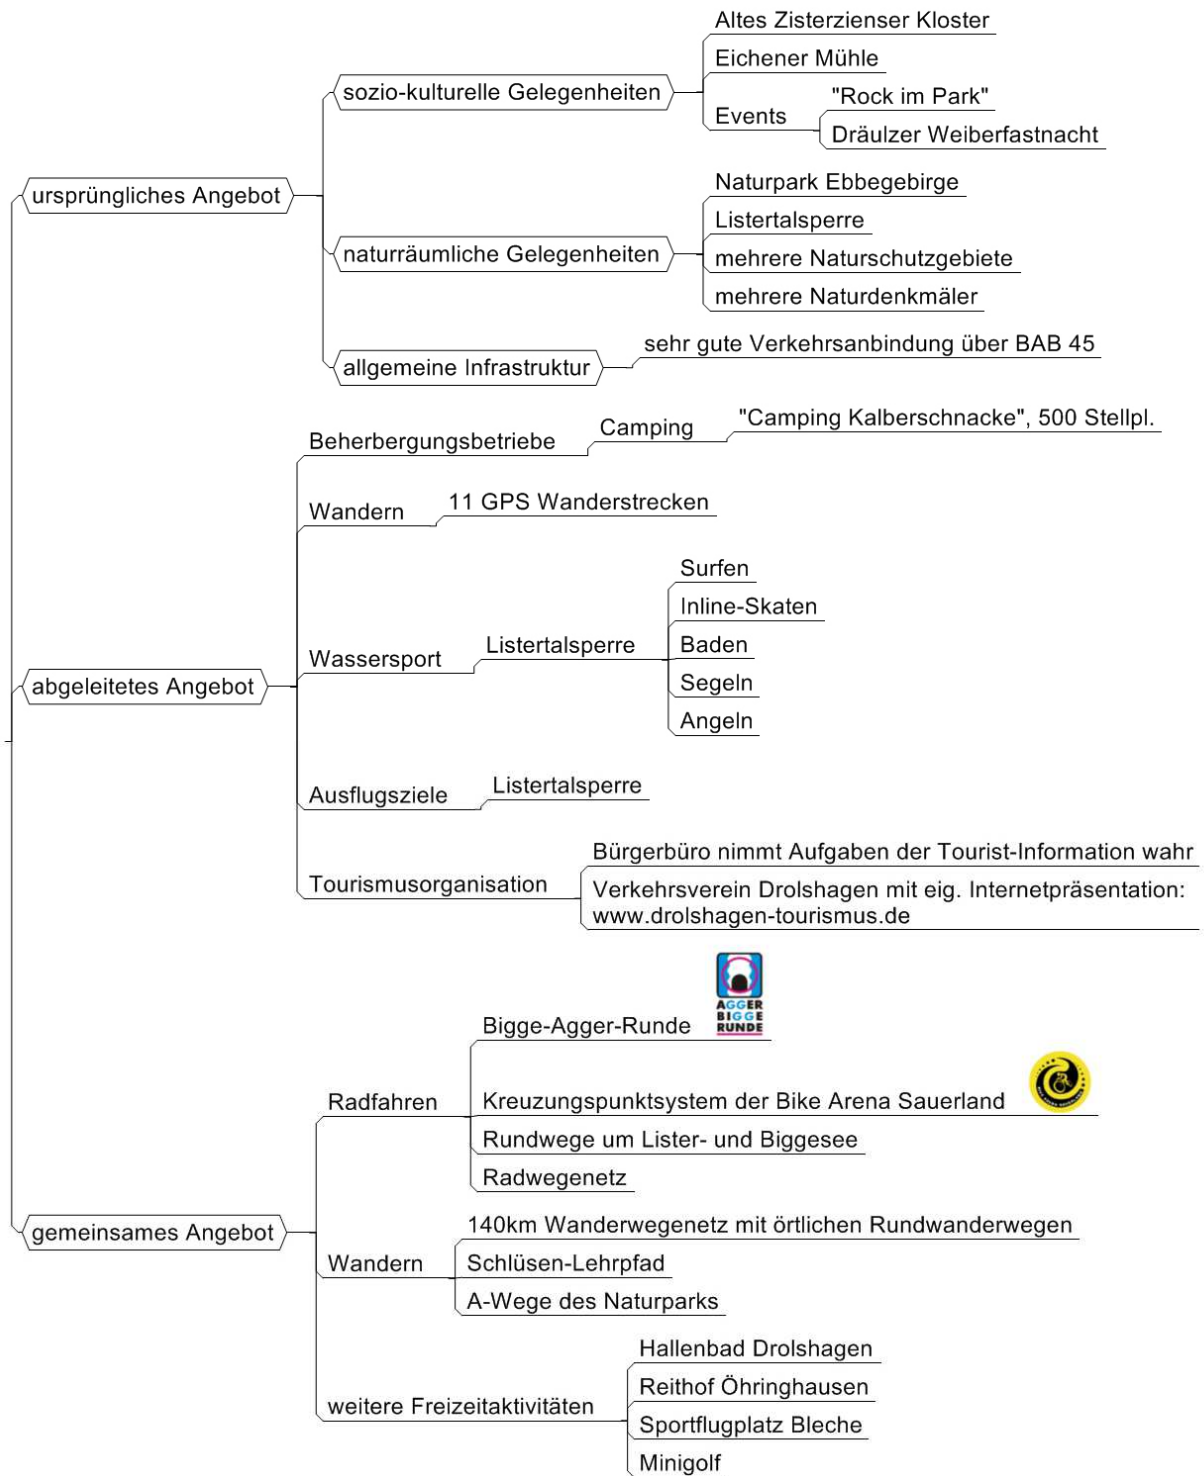 Altes Zisterzienser Kloster
Eichener Mühle
sozio-kulturelle Gelegenheiten
"Rock im Park"
Events
Dräulzer Weiberfastnacht
ursprüngliches Angebot
Naturpark Ebbegebirge
Listertalsperre
naturräumliche Gelegenheiten
mehrere Naturschutzgebiete
mehrere Naturdenkmäler
sehr gute Verkehrsanbindung über BAB 45
allgemeine Infrastruktur
"Camping Kalberschnacke", 500 Stellpl.
Camping
Beherbergungsbetriebe
11 GPS Wanderstrecken
Wandern
Surfen
Inline-Skaten
Listertalsperre
Baden
Wassersport
Segeln
abgeleitetes Angebot
Angeln
Listertalsperre
Ausflugsziele
Bürgerbüro nimmt Aufgaben der Tourist-Information wahr
Tourismusorganisation
Verkehrsverein Drolshagen mit eig. Internetpräsentation:
www.drolshagen-tourismus.de
AGGER
BIGGE
RUNDE
Bigge-Agger-Runde
Radfahren
Kreuzungspunktsystem der Bike Arena Sauerland
Rundwege um Lister- und Biggesee
Radwegenetz
gemeinsames Angebot
140km Wanderwegenetz mit örtlichen Rundwanderwegen
Wandern
Schlüsen-Lehrpfad
A-Wege des Naturparks
Hallenbad Drolshagen
Reithof Öhringhausen
weitere Freizeitaktivitäten
Sportflugplatz Bleche
Minigolf